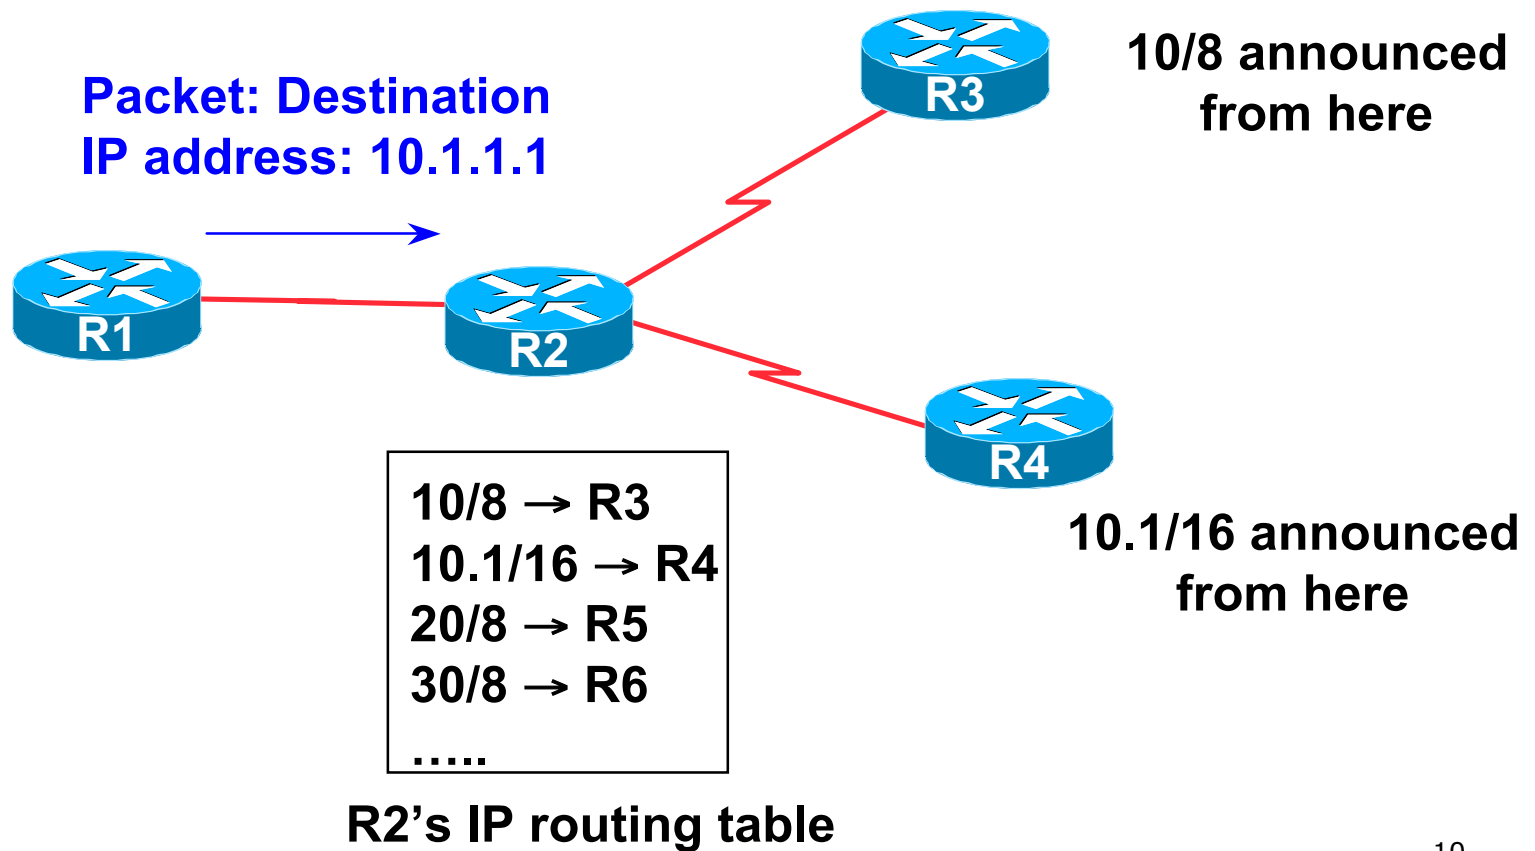 Packet: Destination
IP address: 10.1.1.1
R3
10/8 announced
from here
R1
R2
R4
10.1/16 announced
from here
10/8 → R3
10.1/16 → R4
20/8 → R5
30/8 → R6
…..
R2’s IP routing table